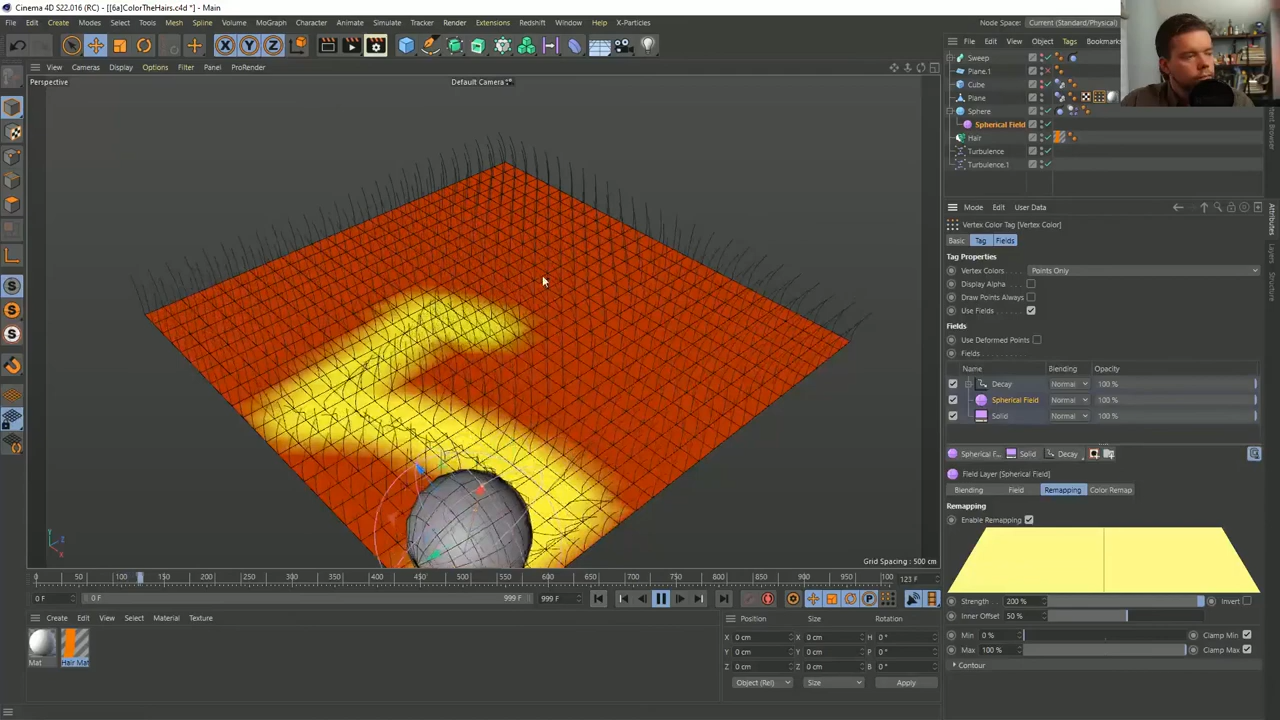 Cinema 4D S22.016 (RC) - [[6a]ColorTheHairs.c4d *] - Main
File Edit Create Modes Select Tools Mesh Spline Volume MoGraph Character Animate Simulate Tracker Render Extensions Redshift Window Help X-Particles
Node Space: Current (Standard/Physical)
X Y Z
File Edit View Object Tags Bookmarks
View Cameras Display Options Filter Panel ProRender
Perspective
Default Camera
Sweep
Plane.1
Cube
Plane
Sphere
Spherical Field
Hair
Turbulence
Turbulence.1
Mode Edit User Data
Vertex Color Tag [Vertex Color]
Basic Tag Fields
Tag Properties
Vertex Colors Points Only
Display Alpha
Draw Points Always
Use Fields
Fields
Use Deformed Points
Fields
Name Blending Opacity
Decay Normal 100 %
Spherical Field Normal 100 %
Solid Normal 100 %
Spherical F... Solid Decay
Field Layer [Spherical Field]
Blending Field Remapping Color Remap
Remapping
Enable Remapping
Strength 200 % Invert
Inner Offset 50 %
Min 0 % Clamp Min
Max 100 % Clamp Max
Contour
Attributes
Layers
Structure
Grid Spacing : 500 cm
0 50 100 150 200 250 300 350 400 450 500 550 600 650 700 750 800 850 900 950 100 123 F
0 F 0 F 999 F 999 F
Create Edit View Select Material Texture
Mat Hair Mat
Position Size Rotation
X 0 cm X 0 cm H 0 °
Y 0 cm Y 0 cm P 0 °
Z 0 cm Z 0 cm B 0 °
Object (Rel) Size Apply